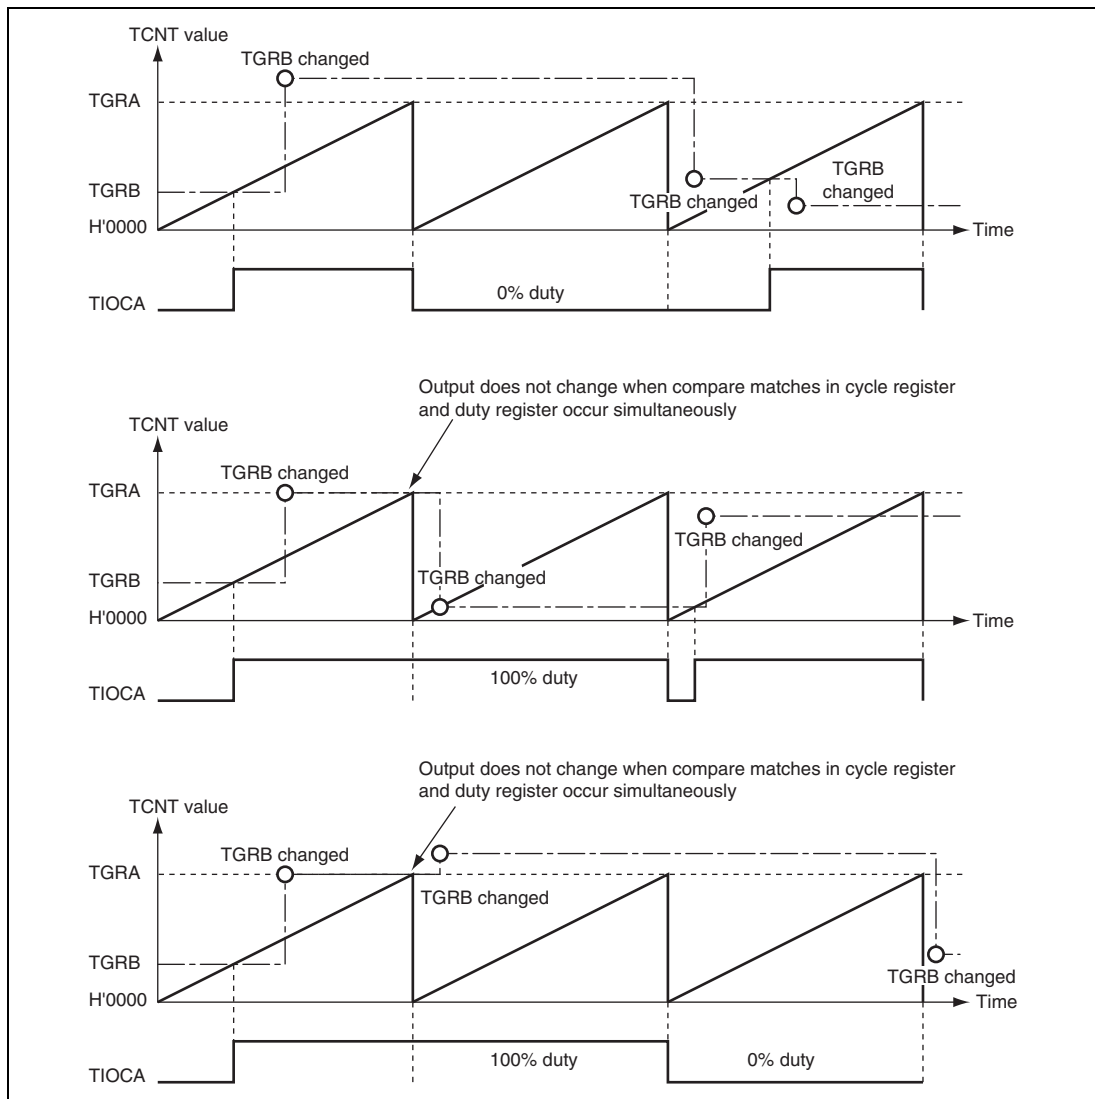 TCNT value
TGRB changed
TGRA
TGRB
changed
TGRB
TGRB changed
H'0000
Time
0% duty
TIOCA
Output does not change when compare matches in cycle register
and duty register occur simultaneously
TCNT value
TGRB changed
TGRA
TGRB changed
TGRB changed
TGRB
H'0000
Time
100% duty
TIOCA
Output does not change when compare matches in cycle register
and duty register occur simultaneously
TCNT value
TGRB changed
TGRA
TGRB changed
TGRB
TGRB changed
H'0000
Time
100% duty
0% duty
TIOCA